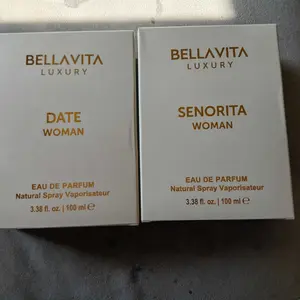 BELLAVITA
LUXURY
DATE
WOMAN
EAU DE PARFUM
Natural Spray Vaporisateur
3.38 fl. oz. | 100 ml ℮
BELLAVITA
LUXURY
SENORITA
WOMAN
EAU DE PARFUM
Natural Spray Vaporisateur
3.38 fl. oz. | 100 ml ℮